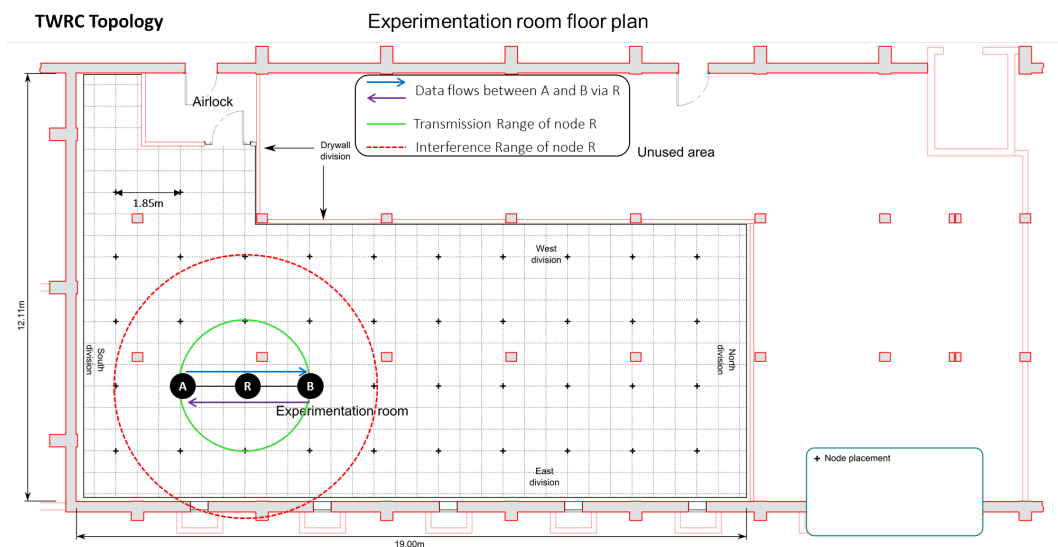 TWRC Topology
Experimentation room floor plan
Airlock
Data flows between A and B via R
Transmission Range of node R
Interference Range of node R
Drywall
division
Unused area
1.85m
West
division
12.11m
South
division
North
division
A
R
B
Experimentation room
East
division
Node placement
19.00m